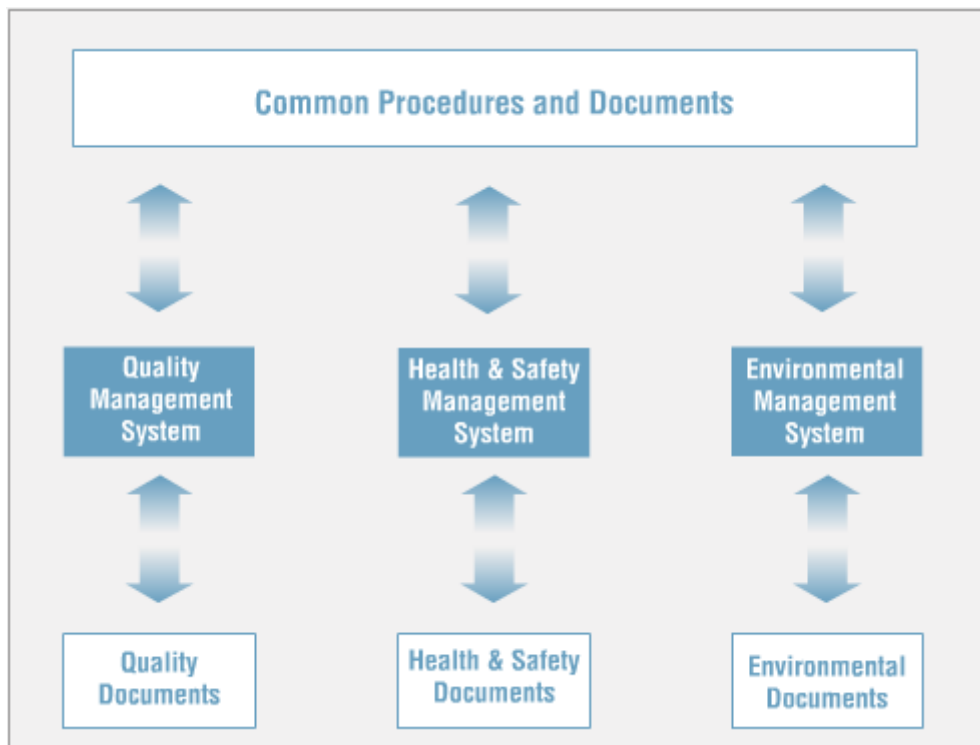 Common Procedures and Documents
Quality
Management
System
Health & Safety
Management
System
Environmental
Management
System
Quality
Documents
Health & Safety
Documents
Environmental
Documents